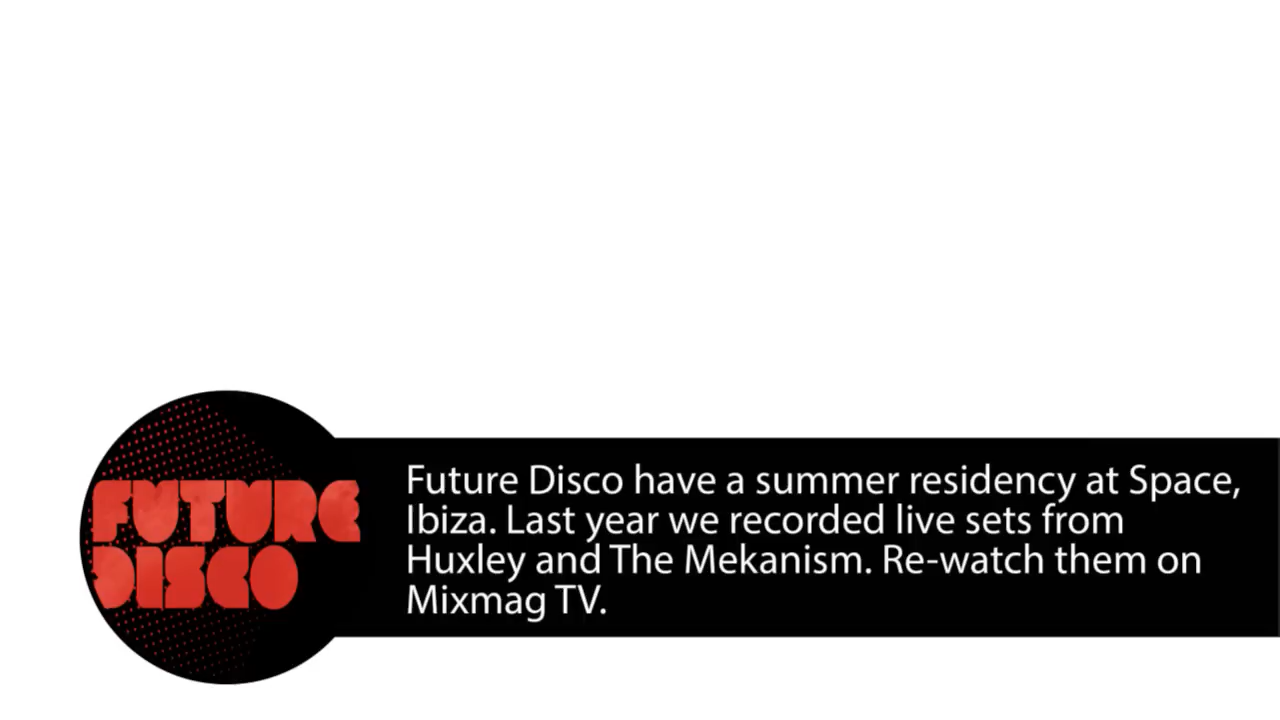 FUTURE
DISCO
Future Disco have a summer residency at Space,
Ibiza. Last year we recorded live sets from
Huxley and The Mekanism. Re-watch them on
Mixmag TV.